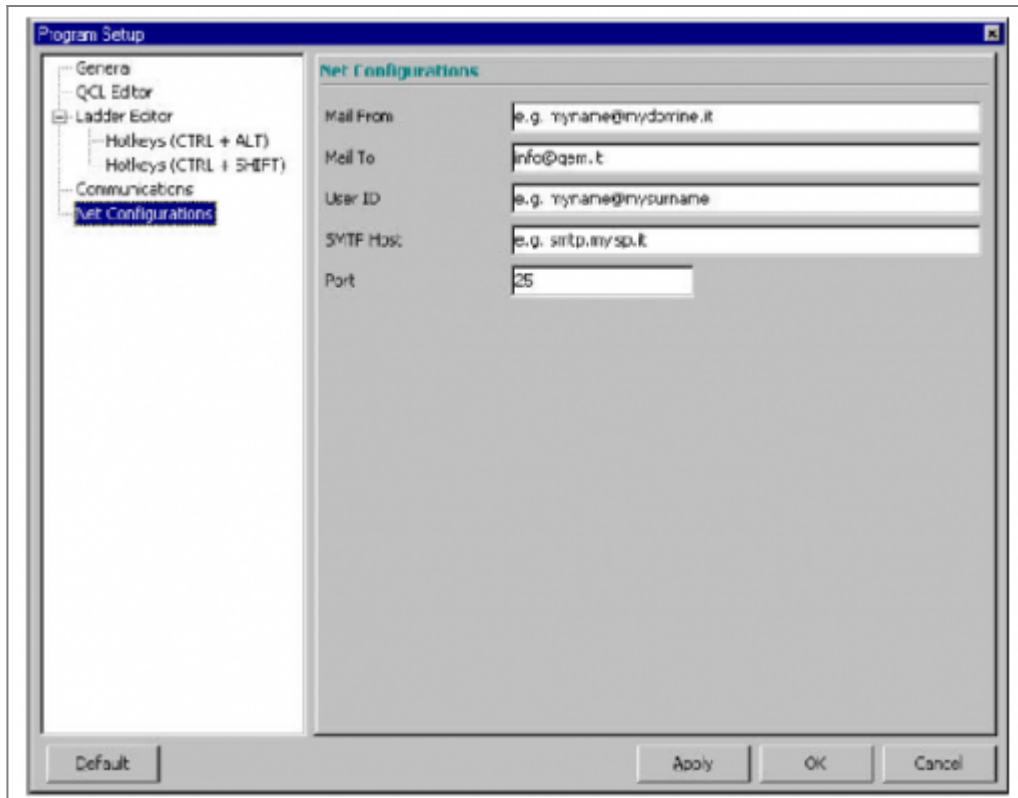 Program Setup
General
QCL Editor
Ladder Editor
Hotkeys (CTRL + ALT)
Hotkeys (CTRL + SHIFT)
Communications
Net Configurations
Net Configurations
Mail From
e.g. myname@mydomine.it
Mail To
info@qem.it
User ID
e.g. myname@mysurname
SMTP Host
e.g. smtp.myisp.it
Port
25
Default
Apply
OK
Cancel